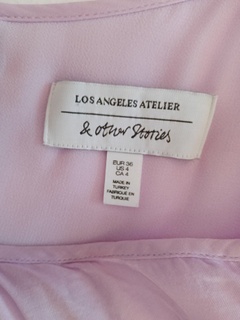 LOS ANGELES ATELIER
& other Stories
EUR 36
US 4
CA 4
MADE IN
TURKEY
FABRIQUÉ EN
TURQUIE